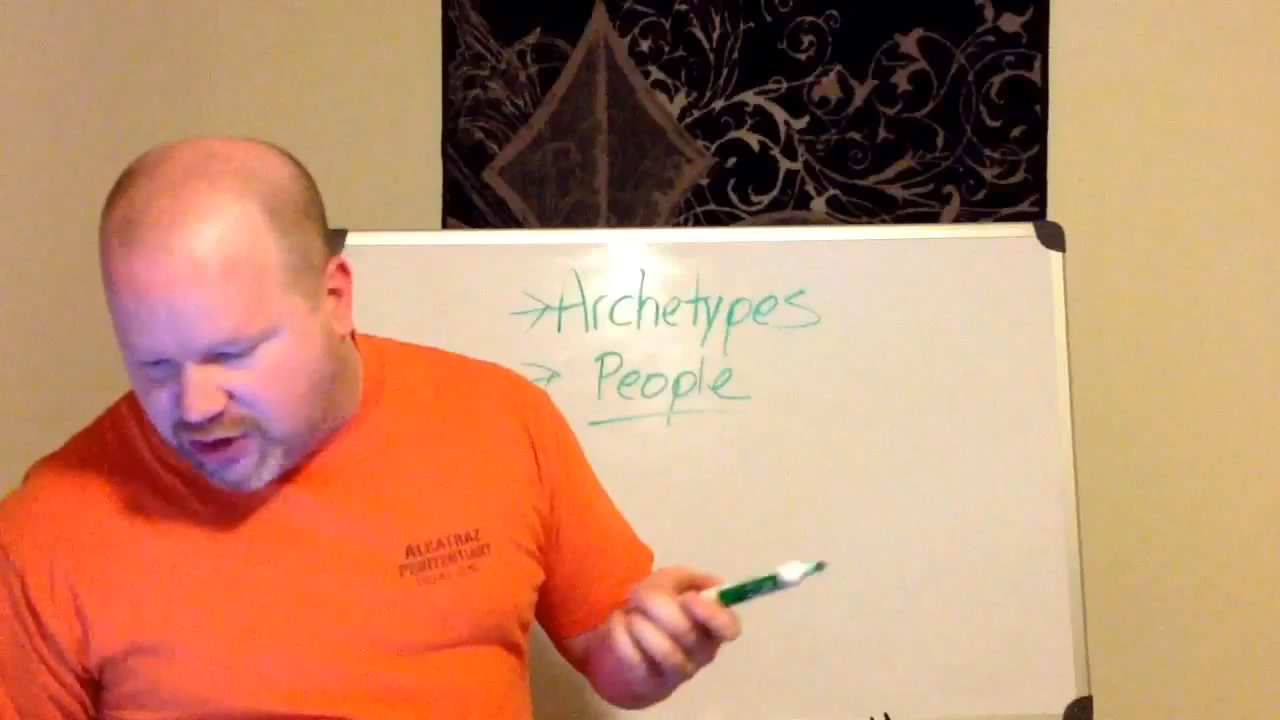 →Archetypes
→ People
ALCATRAZ
PENITENTIARY